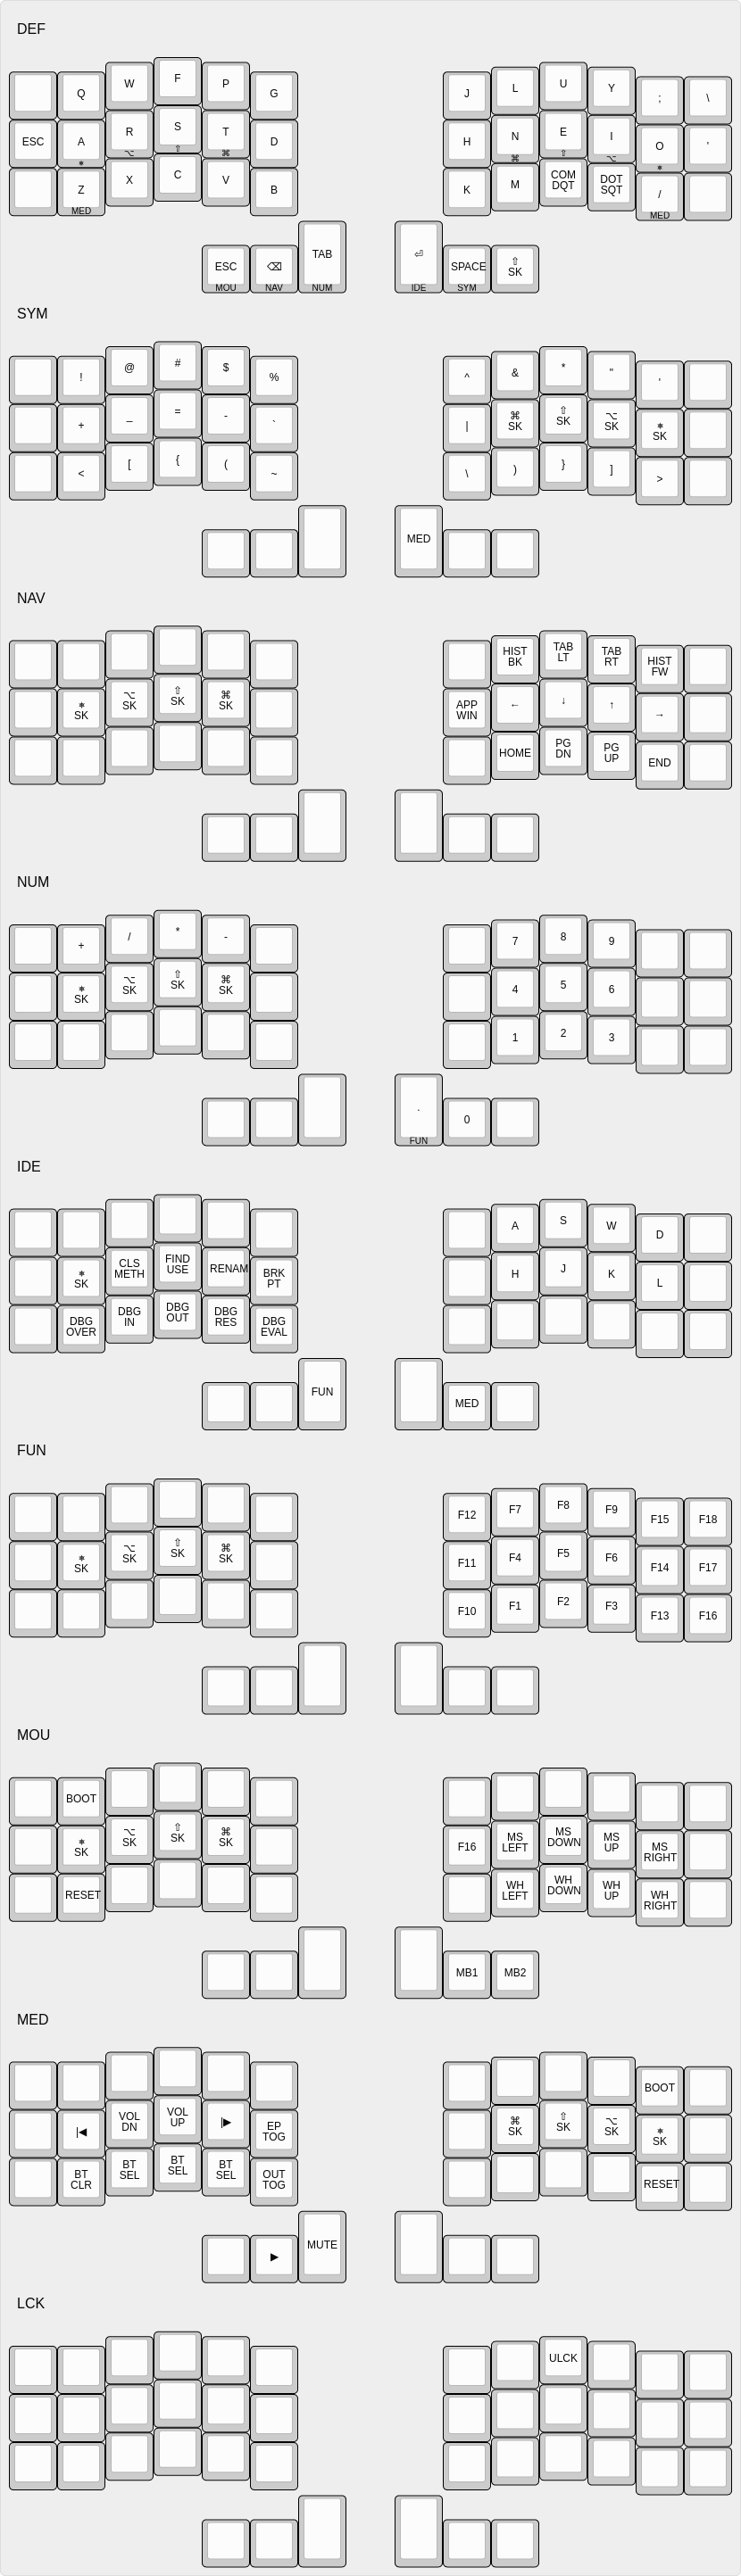 DEF
Q W F P G J L U Y ; \
ESC A R S T D H N E I O '
⎈ ⌥ ⇧ ⌘ ⌘ ⇧ ⌥ ⎈
Z X C V B K M COM DQT DOT SQT /
MED MED
ESC ⌫ TAB ⏎ SPACE ⇧ SK
MOU NAV NUM IDE SYM
SYM
! @ # $ % ^ & * " '
+ _ = - ` | ⌘ SK ⇧ SK ⌥ SK ⎈ SK
< [ { ( ~ \ ) } ] >
MED
NAV
HIST BK TAB LT TAB RT HIST FW
⎈ SK ⌥ SK ⇧ SK ⌘ SK APP WIN ← ↓ ↑ →
HOME PG DN PG UP END
NUM
+ / * - 7 8 9
⎈ SK ⌥ SK ⇧ SK ⌘ SK 4 5 6
1 2 3
. 0
FUN
IDE
A S W D
⎈ SK CLS METH FIND USE RENAM BRK PT H J K L
DBG OVER DBG IN DBG OUT DBG RES DBG EVAL
FUN MED
FUN
F12 F7 F8 F9 F15 F18
⎈ SK ⌥ SK ⇧ SK ⌘ SK F11 F4 F5 F6 F14 F17
F10 F1 F2 F3 F13 F16
MOU
BOOT
⎈ SK ⌥ SK ⇧ SK ⌘ SK F16 MS LEFT MS DOWN MS UP MS RIGHT
RESET WH LEFT WH DOWN WH UP WH RIGHT
MB1 MB2
MED
BOOT
|◀ VOL DN VOL UP |▶ EP TOG ⌘ SK ⇧ SK ⌥ SK ⎈ SK
BT CLR BT SEL BT SEL BT SEL OUT TOG RESET
▶ MUTE
LCK
ULCK